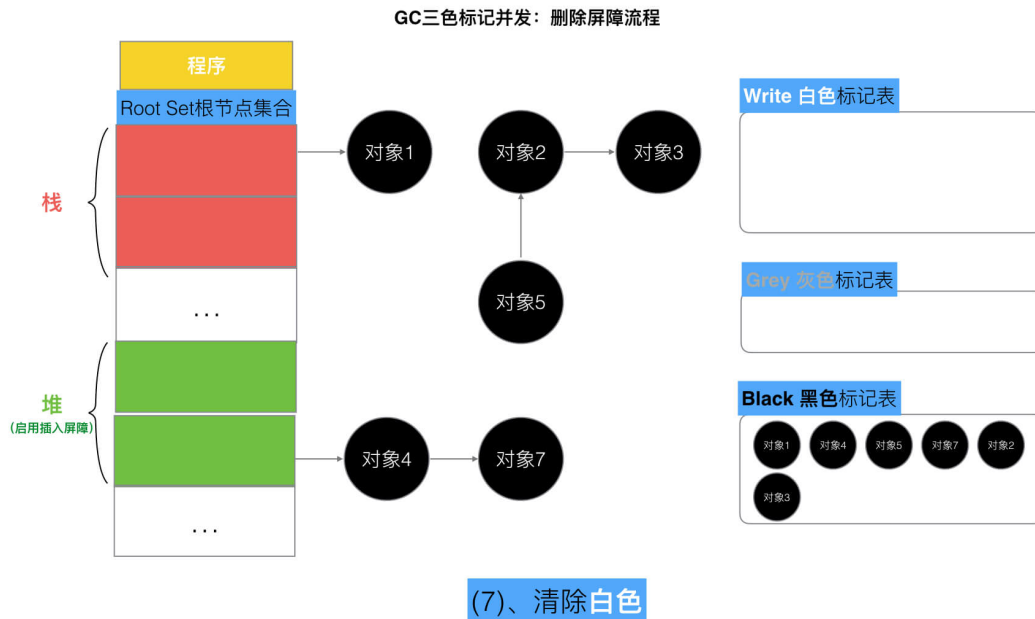 GC三色标记并发：删除屏障流程
程序
Root Set根节点集合
栈
...
堆
(启用插入屏障)
...
对象1
对象2
对象3
对象5
对象4
对象7
Write 白色标记表
Grey 灰色标记表
Black 黑色标记表
对象1 对象4 对象5 对象7 对象2
对象3
(7)、清除白色